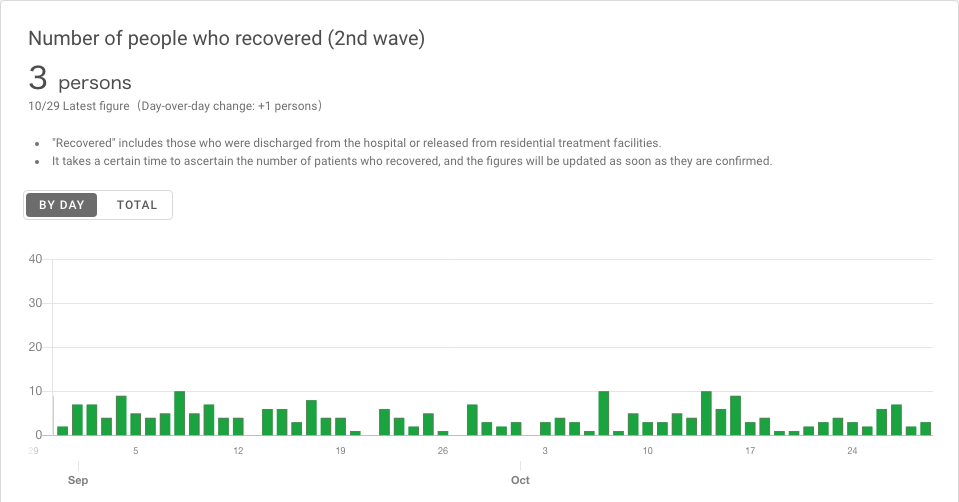 Number of people who recovered (2nd wave)
3 persons
10/29 Latest figure（Day-over-day change: +1 persons）
"Recovered" includes those who were discharged from the hospital or released from residential treatment facilities.
It takes a certain time to ascertain the number of patients who recovered, and the figures will be updated as soon as they are confirmed.
BY DAY TOTAL
40
30
20
10
0
29 5 12 19 26 3 10 17 24
Sep Oct